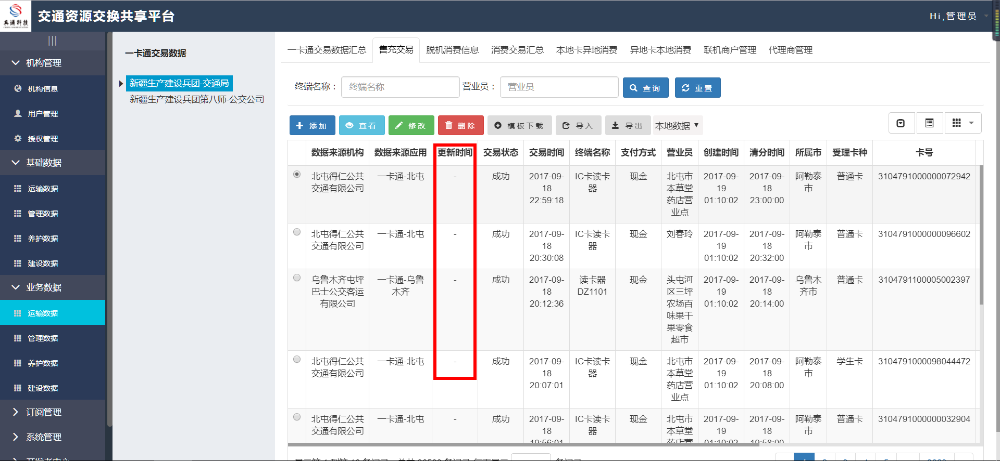 兵通科技
交通资源交换共享平台
Hi,管理员
机构管理
机构信息
用户管理
授权管理
基础数据
运输数据
管理数据
养护数据
建设数据
业务数据
运输数据
管理数据
养护数据
建设数据
订阅管理
系统管理
一卡通交易数据
新疆生产建设兵团-交通局
新疆生产建设兵团第八师-公交公司
一卡通交易数据汇总 售充交易 脱机消费信息 消费交易汇总 本地卡异地消费 异地卡本地消费 联机商户管理 代理商管理
终端名称： 终端名称 营业员： 营业员 查询 重置
添加 查看 修改 删除 模板下载 导入 导出 本地数据
数据来源机构 数据来源应用 更新时间 交易状态 交易时间 终端名称 支付方式 营业员 创建时间 清分时间 所属市 受理卡种 卡号
北屯得仁公共 一卡通-北屯 - 成功 2017-09- IC卡读卡 现金 北屯市 2017-09- 2017-09- 阿勒泰 普通卡 3104791000000072942
交通有限公司 18 器 本草堂 19 18 市
22:59:18 药店营 01:10:02 23:00:00
业点
北屯得仁公共 一卡通-北屯 - 成功 2017-09- IC卡读卡 现金 刘春玲 2017-09- 2017-09- 阿勒泰 普通卡 3104791000000096602
交通有限公司 18 器 19 18 市
20:30:08 01:10:02 20:32:00
乌鲁木齐屯坪 一卡通-乌鲁 - 成功 2017-09- 读卡器 现金 头屯河 2017-09- 2017-09- 乌鲁木 普通卡 3104791100005002397
巴士公交客运 木齐 18 DZ1101 区三坪 19 18 齐市
有限公司 20:12:36 农场百 01:10:02 20:14:00
味果干
果零食
超市
北屯得仁公共 一卡通-北屯 - 成功 2017-09- IC卡读卡 现金 北屯市 2017-09- 2017-09- 阿勒泰 学生卡 3104791000098044472
交通有限公司 18 器 本草堂 19 18 市
20:07:01 药店营 01:10:02 20:08:00
业点
北屯得仁公共 一卡通-北屯 - 成功 2017-09- IC卡读卡 现金 北屯市 2017-09- 2017-09- 阿勒泰 普通卡 3104791000000032904
交通有限公司 18 器 本草堂 19 18 市
19:56:01 药店营 01:10:02 19:58:00